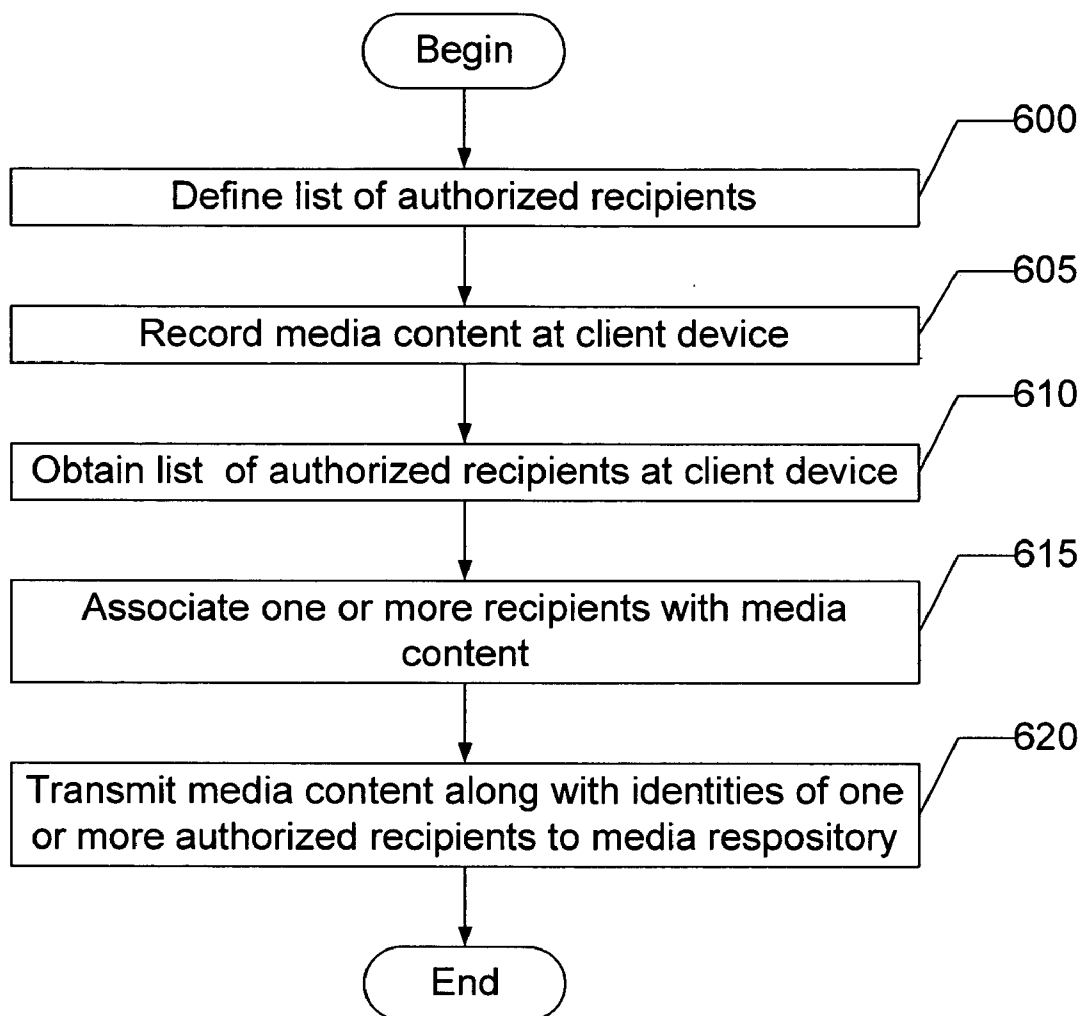 Begin
600
Define list of authorized recipients
605
Record media content at client device
610
Obtain list of authorized recipients at client device
615
Associate one or more recipients with media
content
620
Transmit media content along with identities of one
or more authorized recipients to media respository
End